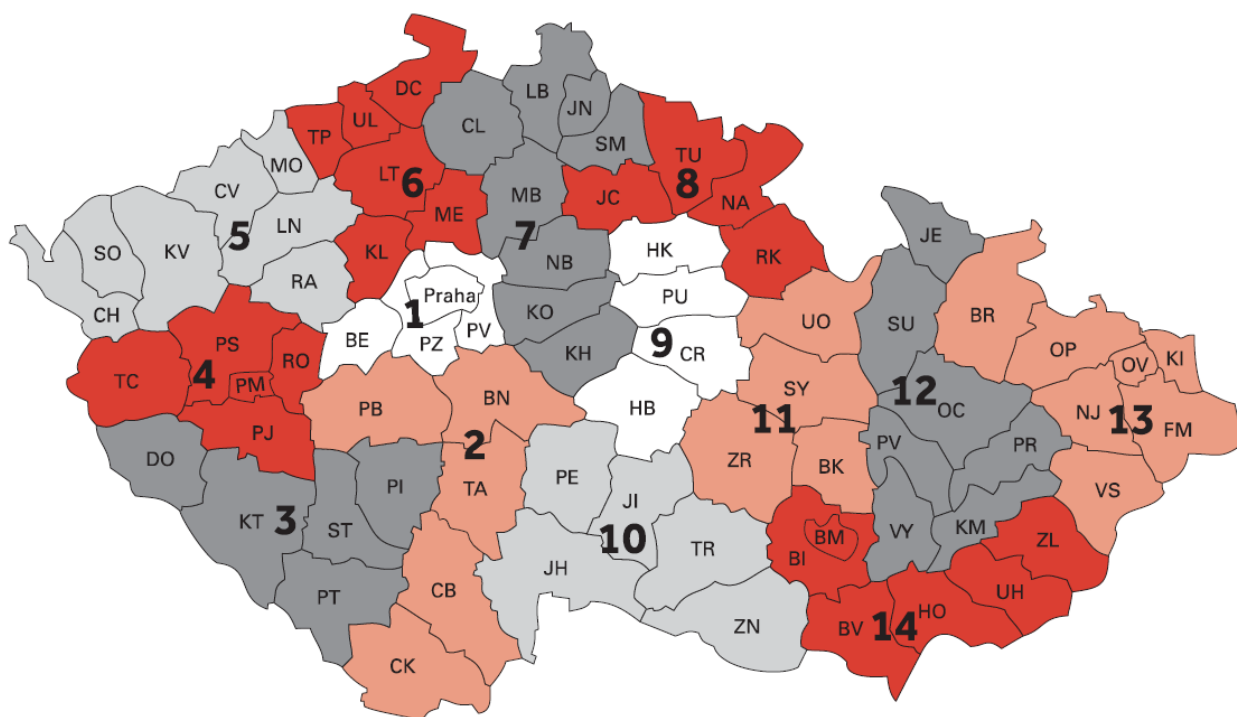 DC
LB
JN
UL
CL
TP
SM
MO
TU
LT
6
8
CV
MB
JC
NA
ME
LN
5
7
SO
KV
HK
KL
NB
RK
JE
RA
Praha
PU
CH
1
KO
UO
SU
BR
BE
PZ
PV
PS
RO
9
CR
KH
OP
KI
OV
TC
4
PM
SY
12
BN
PB
HB
OC
NJ
13
FM
PJ
2
11
DO
PV
PR
PI
PE
ZR
BK
TA
VS
JI
KT
3
ST
10
TR
BM
VY
KM
ZL
BI
JH
PT
CB
UH
HO
ZN
BV
14
CK